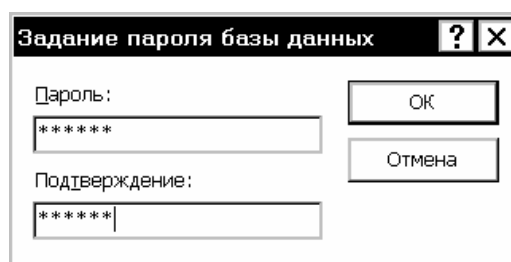 Задание пароля базы данных ? ×
Пароль:
******
ОК
Отмена
Подтверждение:
******